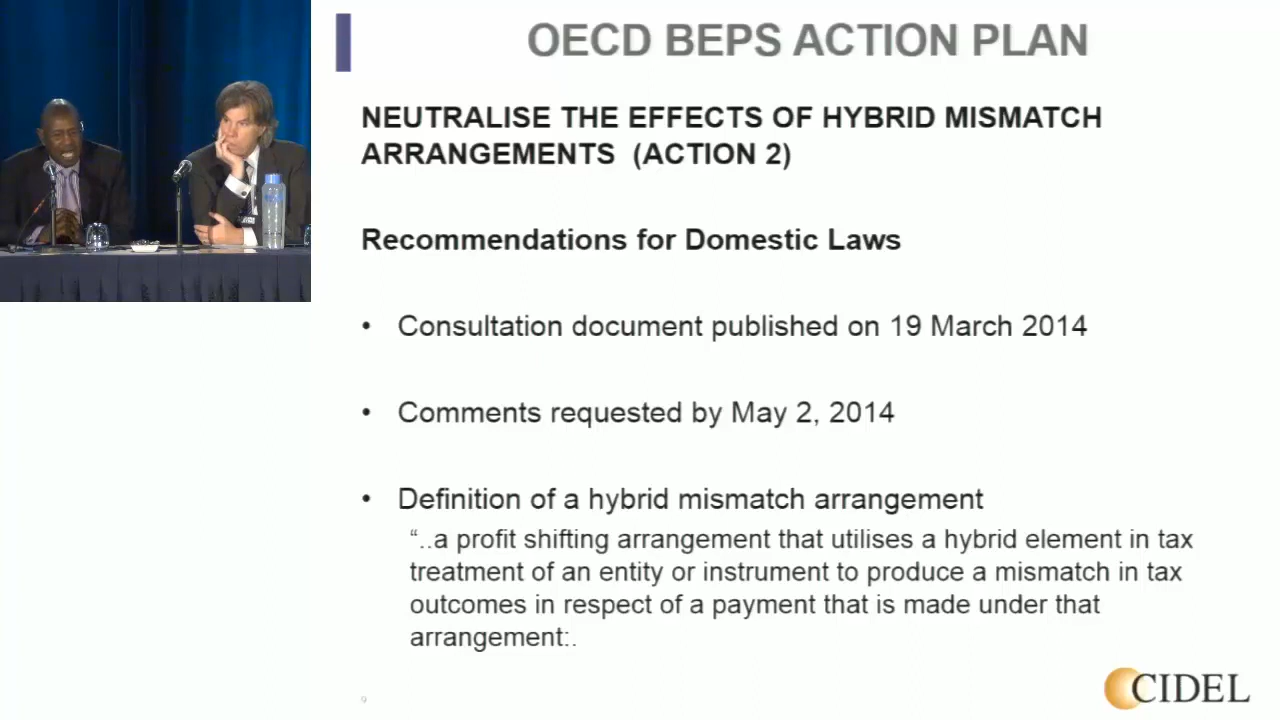 OECD BEPS ACTION PLAN
NEUTRALISE THE EFFECTS OF HYBRID MISMATCH
ARRANGEMENTS (ACTION 2)
Recommendations for Domestic Laws
• Consultation document published on 19 March 2014
• Comments requested by May 2, 2014
• Definition of a hybrid mismatch arrangement
“..a profit shifting arrangement that utilises a hybrid element in tax
treatment of an entity or instrument to produce a mismatch in tax
outcomes in respect of a payment that is made under that
arrangement:.
9
CIDEL